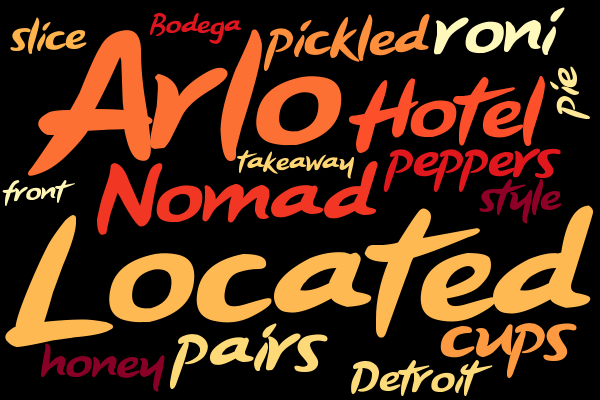 slice
Bodega
pickled
roni
pie
Arlo
Hotel
takeaway
peppers
front
Nomad
style
Located
cups
honey
pairs
Detroit